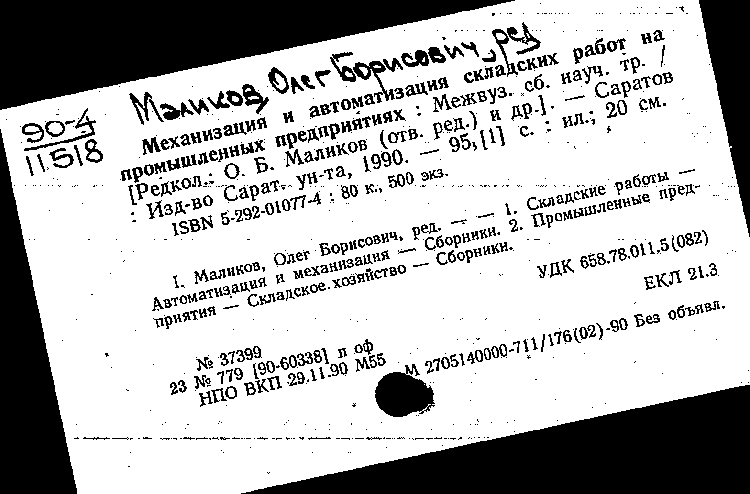 Маликов, Олег Борисович, ред
90-4
11518
Механизация и автоматизация складских работ на
промышленных предприятиях : Межвуз. сб. науч. тр. /
[Редкол.: О. Б. Маликов (отв. ред.) и др.]. — Саратов
: Изд-во Сарат. ун-та, 1990. — 95,[1] с. : ил.; 20 см.
ISBN 5-292-01077-4 : 80 к., 500 экз.
I. Маликов, Олег Борисович, ред. — — 1. Складские работы —
Автоматизация и механизация — Сборники. 2. Промышленные пред-
приятия — Складское хозяйство — Сборники.
УДК 658.78.011.5(082)
ЕКЛ 21.3
№ 37399
23 № 779 [90-60338] п оф
НПО ВКП 29.11.90 М55
М 2705140000-711/176(02)-90 Без объявл.